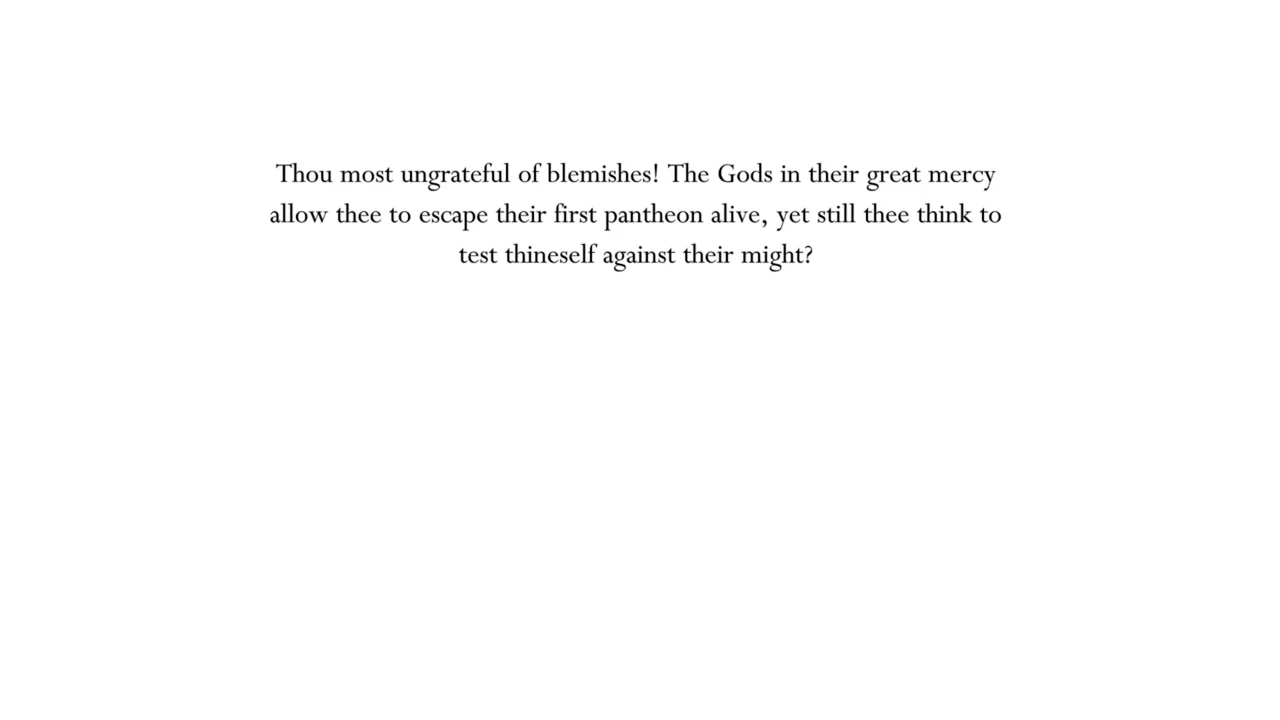 Thou most ungrateful of blemishes! The Gods in their great mercy
allow thee to escape their first pantheon alive, yet still thee think to
test thineself against their might?